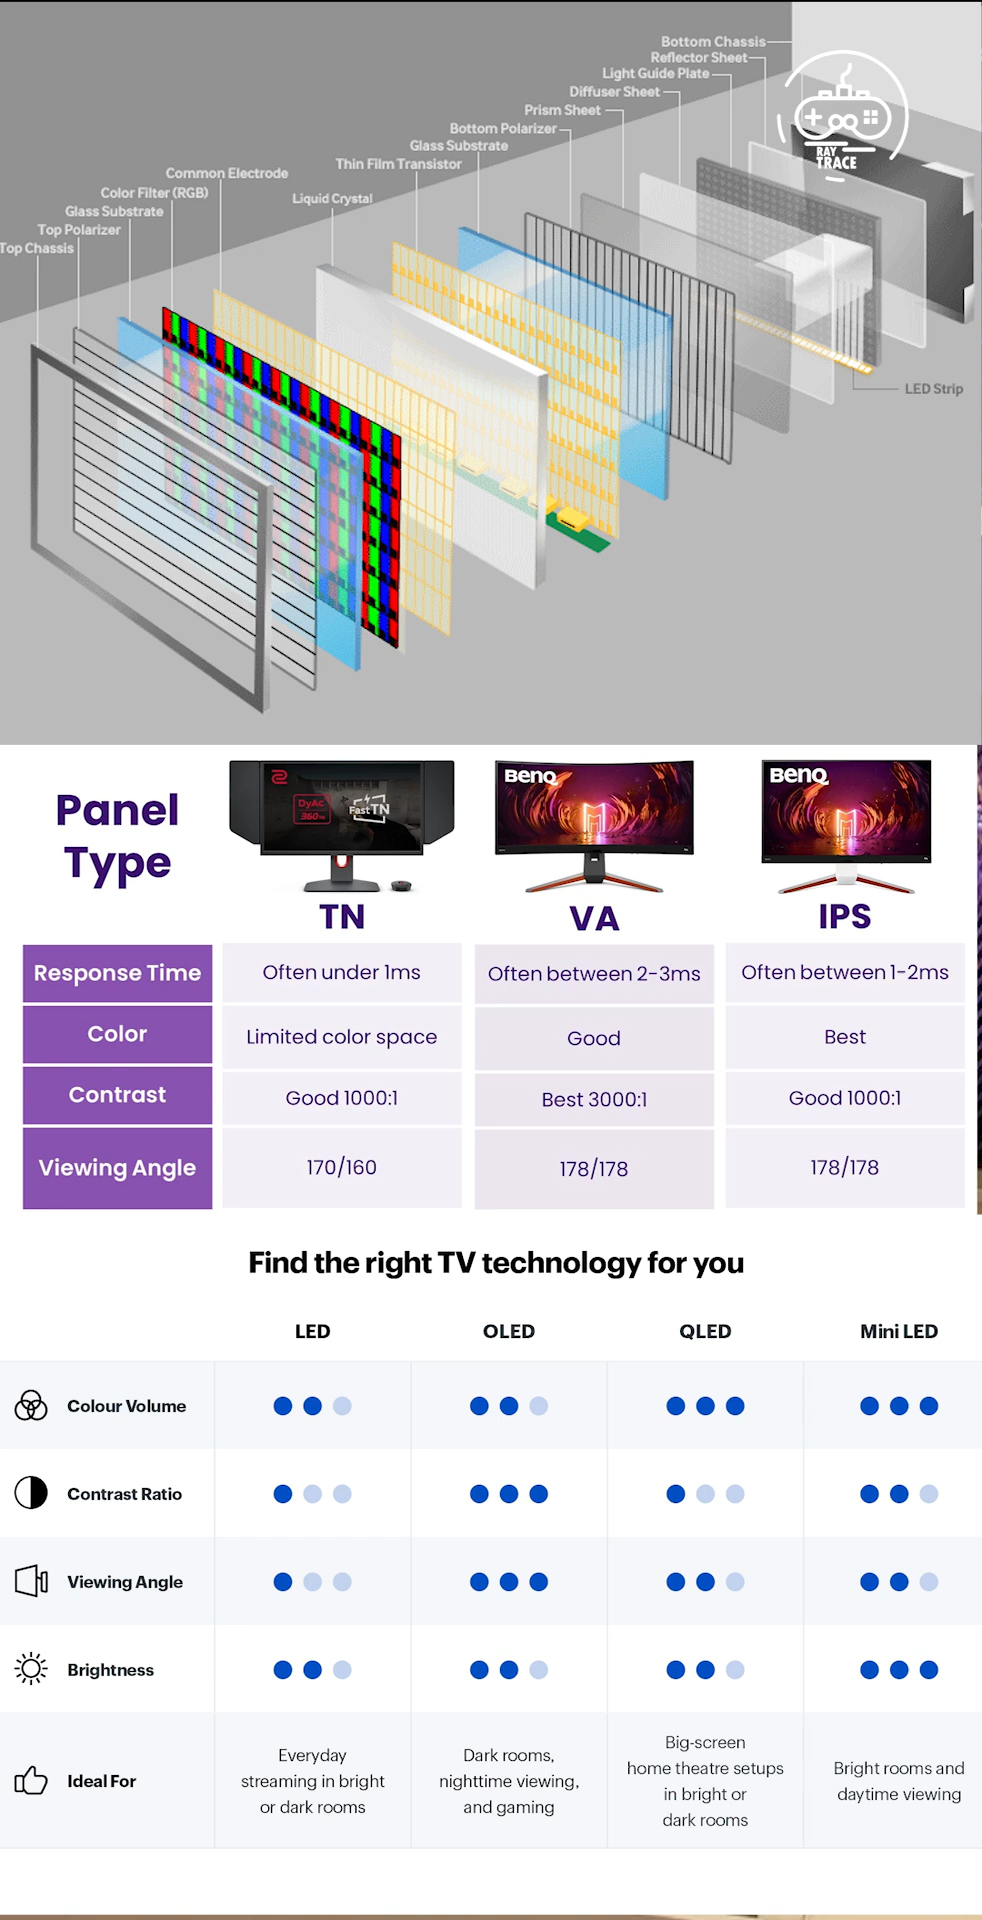 Bottom Chassis
Reflector Sheet
Light Guide Plate
Diffuser Sheet
Prism Sheet
Bottom Polarizer
Glass Substrate
Thin Film Transistor
Common Electrode
Color Filter (RGB)
Liquid Crystal
Glass Substrate
Top Polarizer
Top Chassis
RAY
TRACE
LED Strip
Panel
Type
DyAc
360Hz
Fast TN
BenQ
BenQ
TN
VA
IPS
Response Time
Often under 1ms
Often between 2-3ms
Often between 1-2ms
Color
Limited color space
Good
Best
Contrast
Good 1000:1
Best 3000:1
Good 1000:1
Viewing Angle
170/160
178/178
178/178
Find the right TV technology for you
LED
OLED
QLED
Mini LED
Colour Volume
Contrast Ratio
Viewing Angle
Brightness
Ideal For
Everyday
streaming in bright
or dark rooms
Dark rooms,
nighttime viewing,
and gaming
Big-screen
home theatre setups
in bright or
dark rooms
Bright rooms and
daytime viewing